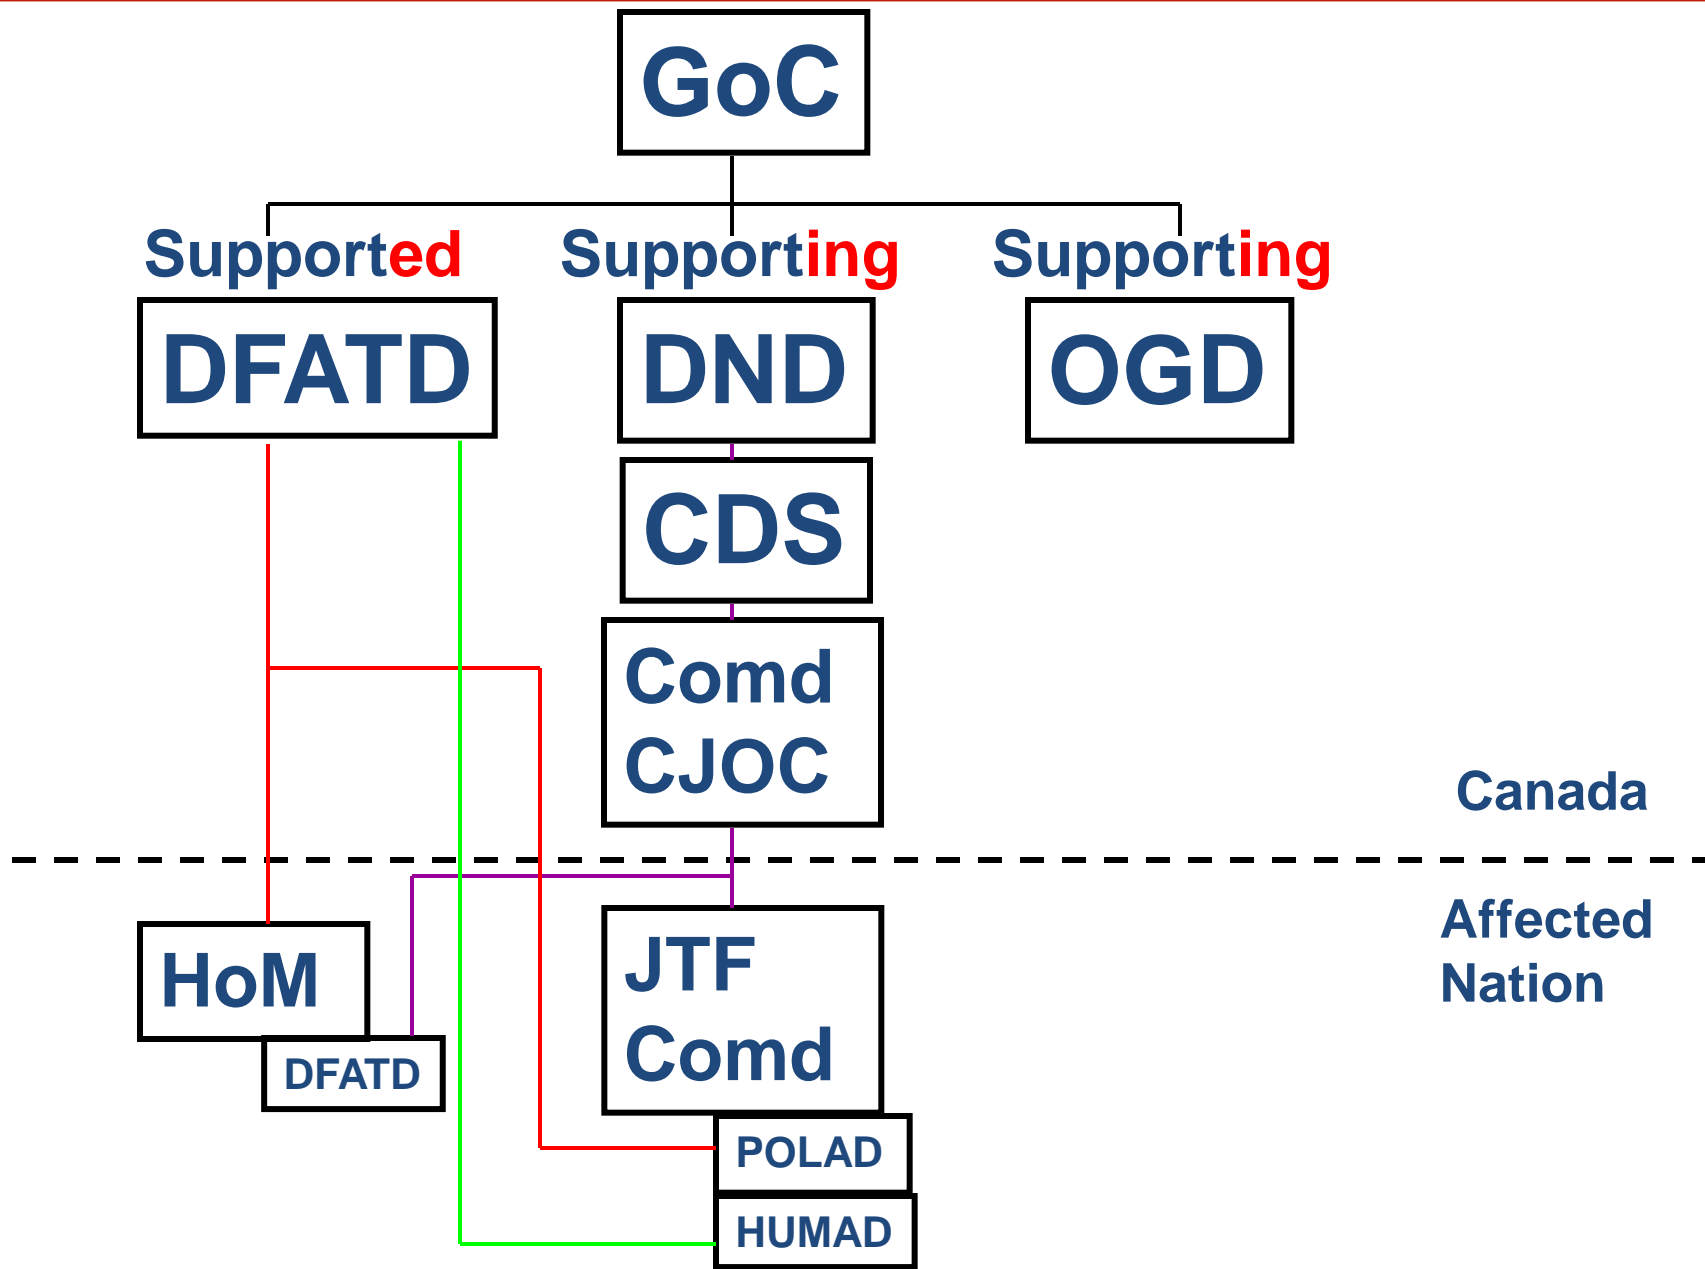 GoC
Supported
Supporting
Supporting
DFATD
DND
OGD
CDS
Comd
CJOC
Canada
Affected
Nation
HoM
JTF
Comd
DFATD
POLAD
HUMAD